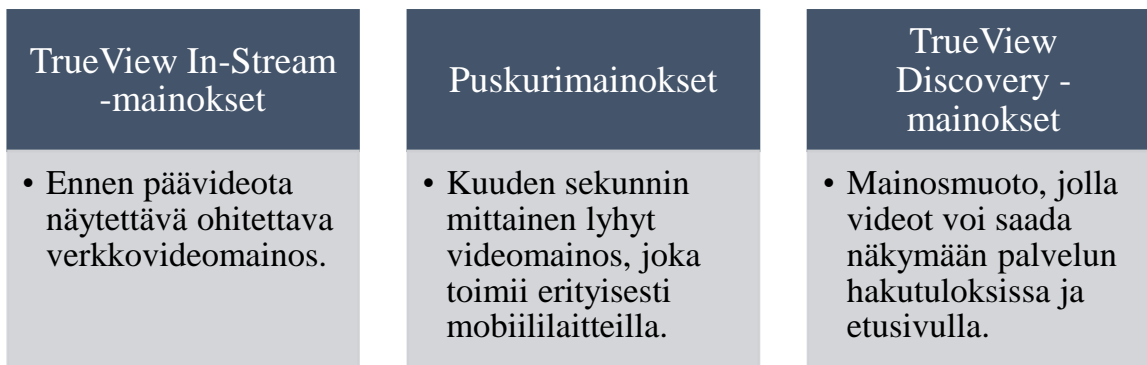 TrueView In-Stream
-mainokset
• Ennen päävideota
näytettävä ohitettava
verkkovideomainos.
Puskurimainokset
• Kuuden sekunnin
mittainen lyhyt
videomainos, joka
toimii erityisesti
mobiililaitteilla.
TrueView
Discovery -
mainokset
• Mainosmuoto, jolla
videot voi saada
näkymään palvelun
hakutuloksissa ja
etusivulla.